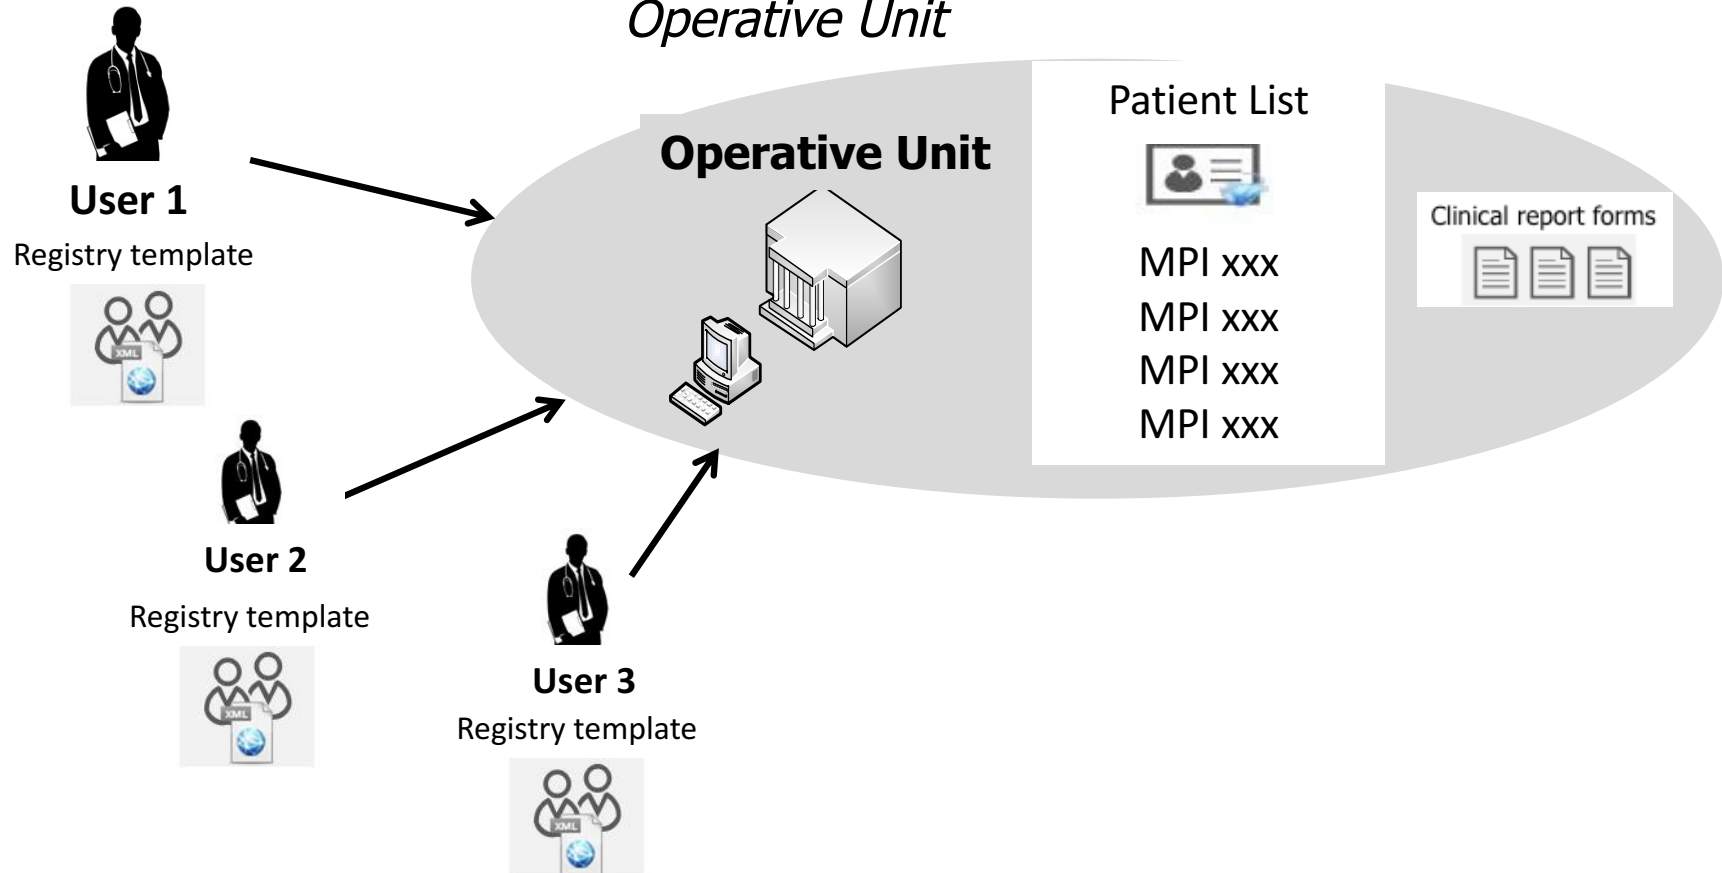 Operative Unit
Operative Unit
Patient List
MPI xxx
MPI xxx
MPI xxx
MPI xxx
Clinical report forms
User 1
Registry template
XML
User 2
Registry template
XML
User 3
Registry template
XML